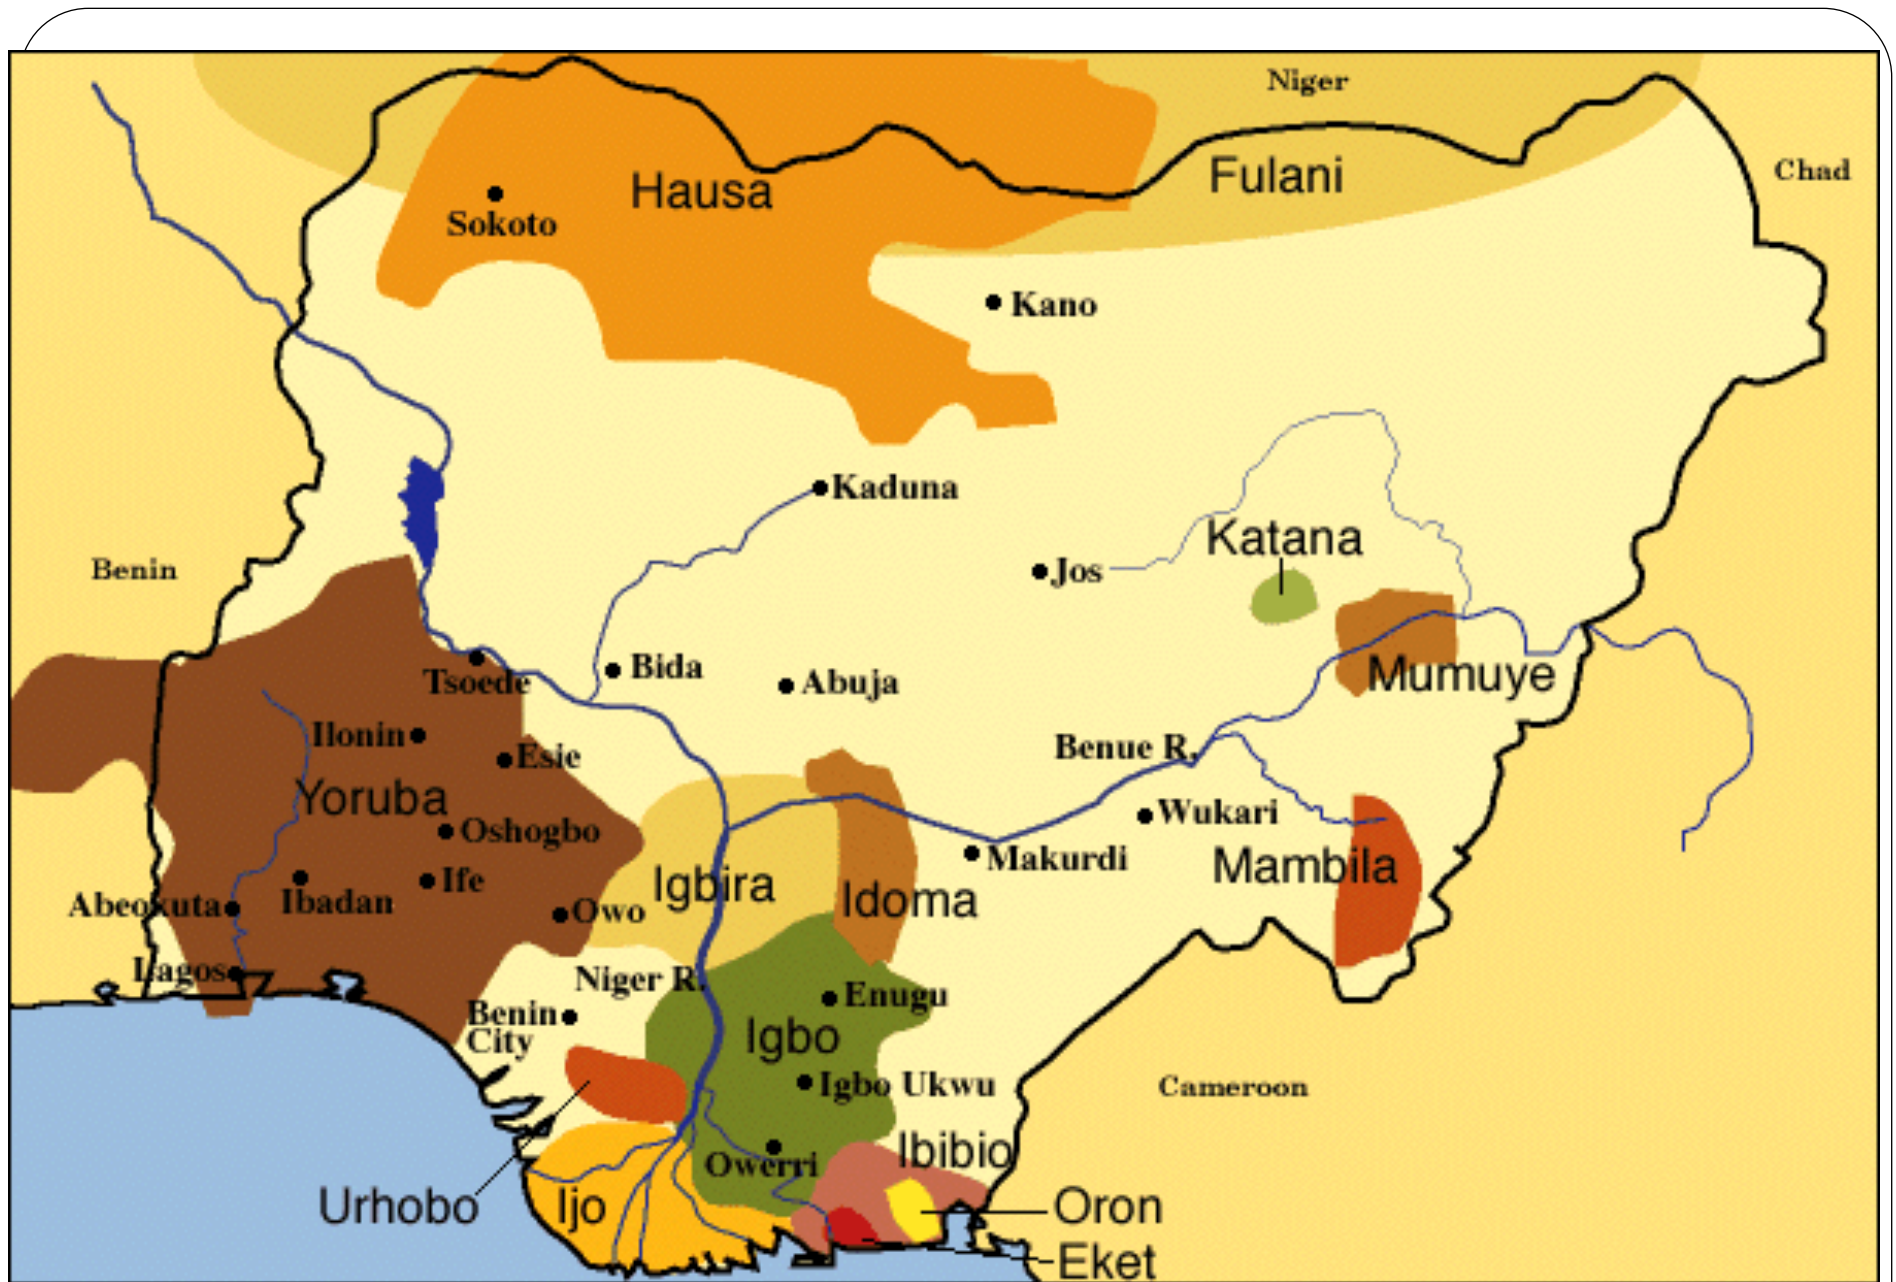 Niger
Chad
Fulani
Hausa
Sokoto
Kano
Kaduna
Katana
Benin
Jos
Bida
Mumuye
Tsoede
Abuja
Ilonin
Esie
Benue R.
Yoruba
Oshogbo
Wukari
Makurdi
Mambila
Ife
Igbira
Idoma
Abeokuta
Ibadan
Owo
Lagos
Niger R.
Enugu
Benin
City
Igbo
Igbo Ukwu
Cameroon
Ibibio
Owerri
Urhobo
Ijo
Oron
Eket